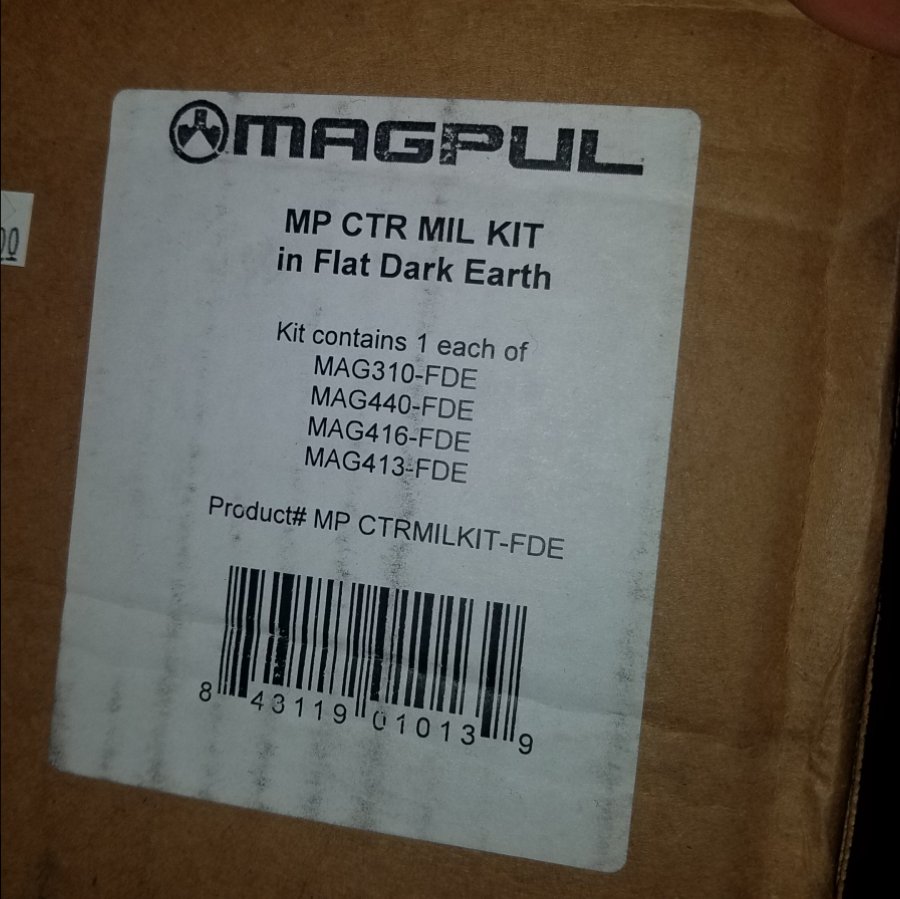 MAGPUL
MP CTR MIL KIT
in Flat Dark Earth
Kit contains 1 each of
MAG310-FDE
MAG440-FDE
MAG416-FDE
MAG413-FDE
Product# MP CTRMILKIT-FDE
8 43119 01013 9